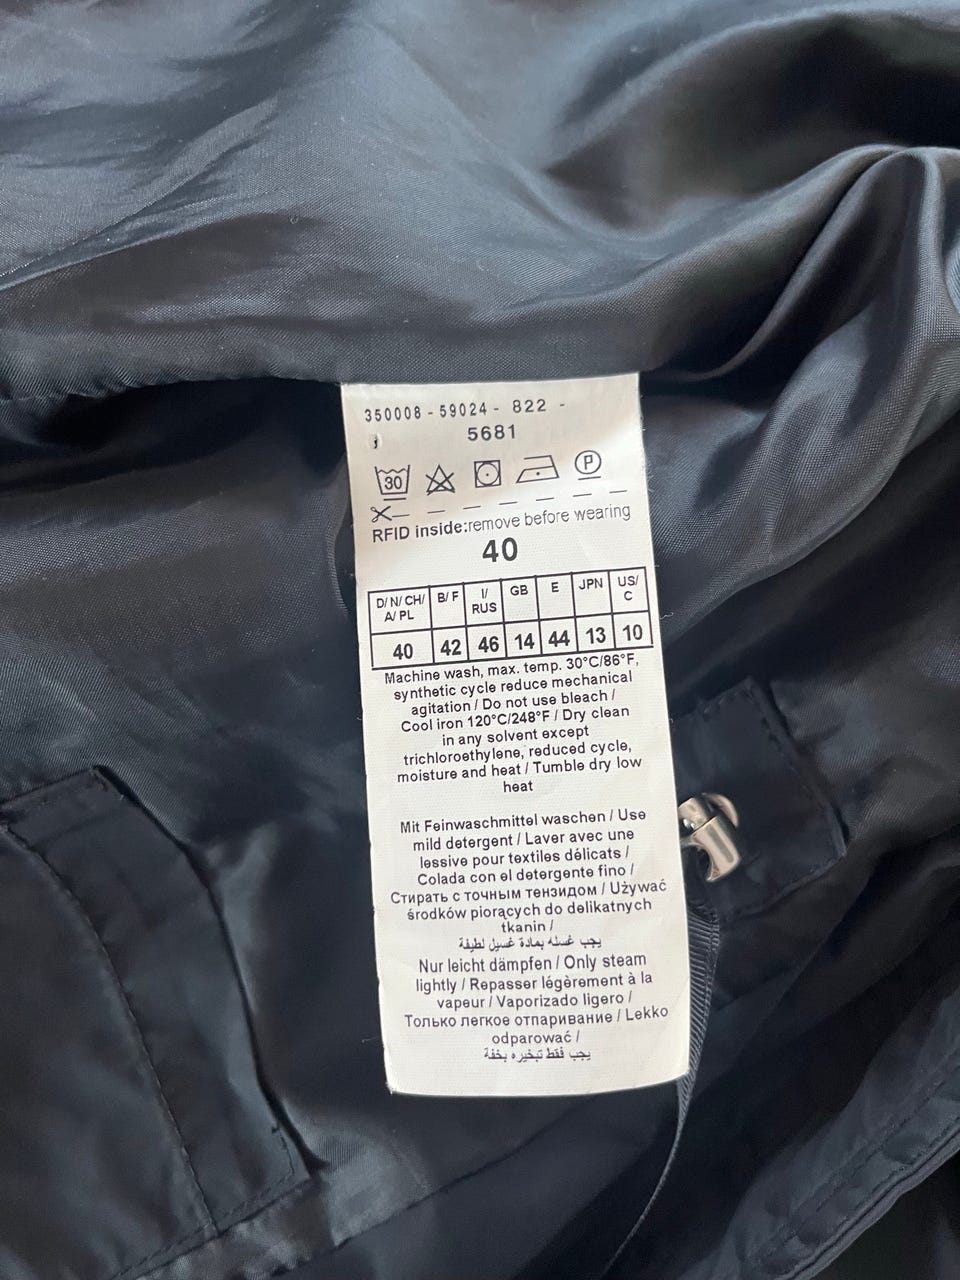 350008 - 59024 - 822 -
5681
30
P
RFID inside:remove before wearing
40
D/ N/ CH/ A/ PL B/ F I/ RUS GB E JPN US/ C
40 42 46 14 44 13 10
Machine wash, max. temp. 30°C/86°F,
synthetic cycle reduce mechanical
agitation / Do not use bleach /
Cool iron 120°C/248°F / Dry clean
in any solvent except
trichloroethylene, reduced cycle,
moisture and heat / Tumble dry low
heat
Mit Feinwaschmittel waschen / Use
mild detergent / Laver avec une
lessive pour textiles délicats /
Colada con el detergente fino /
Стирать с точным тензидом / Używać
środków piorących do delikatnych
tkanin /
يجب غسله بمادة غسيل لطيفة
Nur leicht dämpfen / Only steam
lightly / Repasser légèrement à la
vapeur / Vaporizado ligero /
Только легкое отпаривание / Lekko
odparować /
يجب فقط تبخيره بخفة